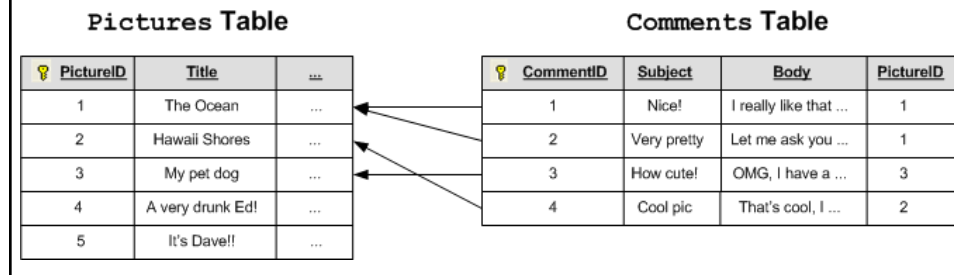 Pictures Table
PictureID Title ...
1 The Ocean ...
2 Hawaii Shores ...
3 My pet dog ...
4 A very drunk Ed! ...
5 It's Dave!! ...
Comments Table
CommentID Subject Body PictureID
1 Nice! I really like that ... 1
2 Very pretty Let me ask you ... 1
3 How cute! OMG, I have a ... 3
4 Cool pic That's cool, I ... 2